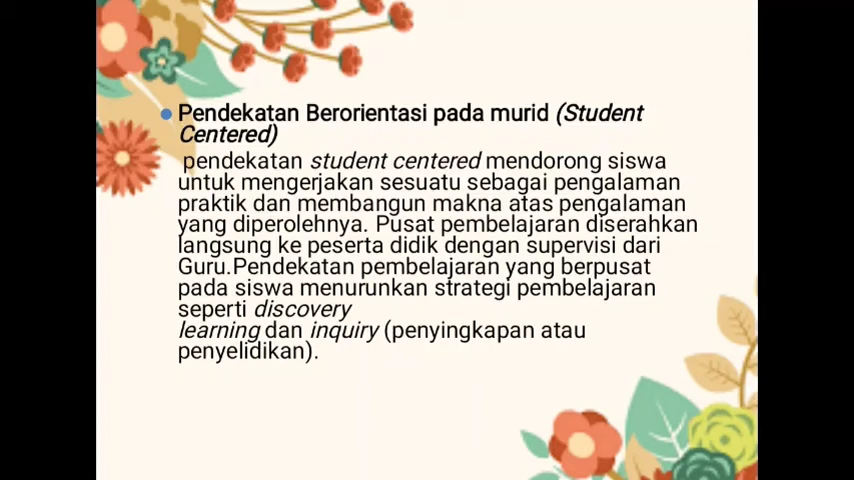 Pendekatan Berorientasi pada murid (Student
Centered)
pendekatan student centered mendorong siswa
untuk mengerjakan sesuatu sebagai pengalaman
praktik dan membangun makna atas pengalaman
yang diperolehnya. Pusat pembelajaran diserahkan
langsung ke peserta didik dengan supervisi dari
Guru.Pendekatan pembelajaran yang berpusat
pada siswa menurunkan strategi pembelajaran
seperti discovery
learning dan inquiry (penyingkapan atau
penyelidikan).